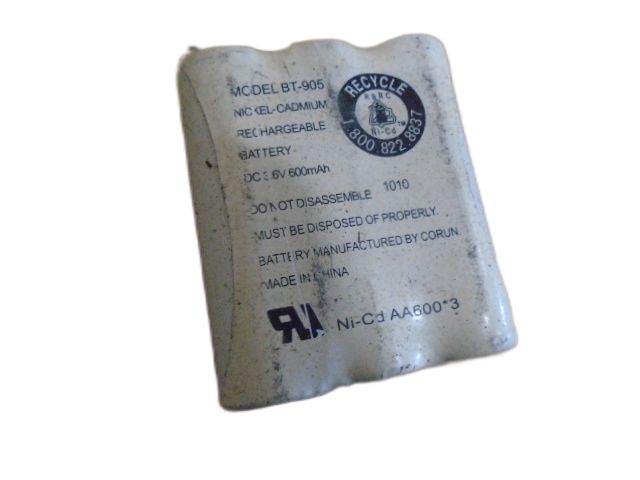 MODEL BT-905
NICKEL-CADMIUM
RECHARGEABLE
BATTERY
DC 3.6V 600mAh
DO NOT DISASSEMBLE 1010
MUST BE DISPOSED OF PROPERLY.
BATTERY MANUFACTURED BY CORUN.
MADE IN CHINA
Ni-Cd AA600*3
RECYCLE
RBRC
Ni-Cd
TM
1.800.822.8837